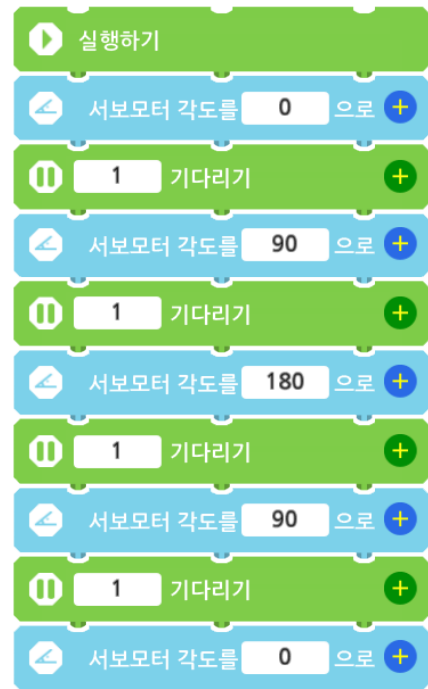 실행하기
서보모터 각도를 0 으로 +
1 기다리기 +
서보모터 각도를 90 으로 +
1 기다리기 +
서보모터 각도를 180 으로 +
1 기다리기 +
서보모터 각도를 90 으로 +
1 기다리기 +
서보모터 각도를 0 으로 +